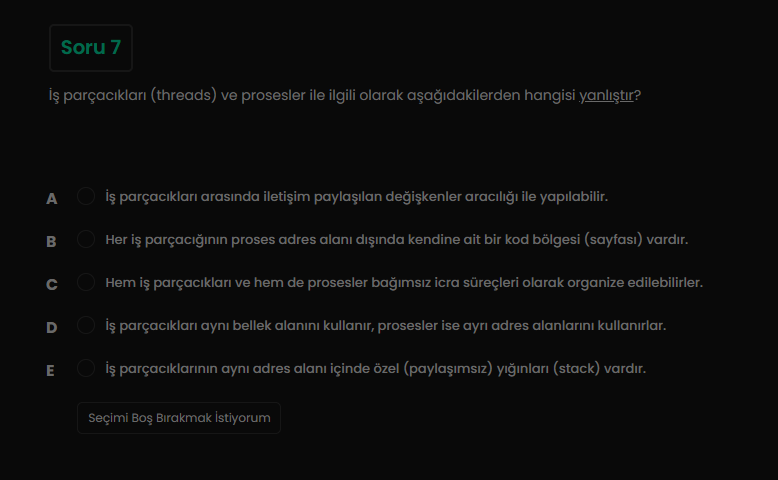 Soru 7
İş parçacıkları (threads) ve prosesler ile ilgili olarak aşağıdakilerden hangisi yanlıştır?
A İş parçacıkları arasında iletişim paylaşılan değişkenler aracılığı ile yapılabilir.
B Her iş parçacığının proses adres alanı dışında kendine ait bir kod bölgesi (sayfası) vardır.
C Hem iş parçacıkları ve hem de prosesler bağımsız icra süreçleri olarak organize edilebilirler.
D İş parçacıkları aynı bellek alanını kullanır, prosesler ise ayrı adres alanlarını kullanırlar.
E İş parçacıklarının aynı adres alanı içinde özel (paylaşımsız) yığınları (stack) vardır.
Seçimi Boş Bırakmak İstiyorum